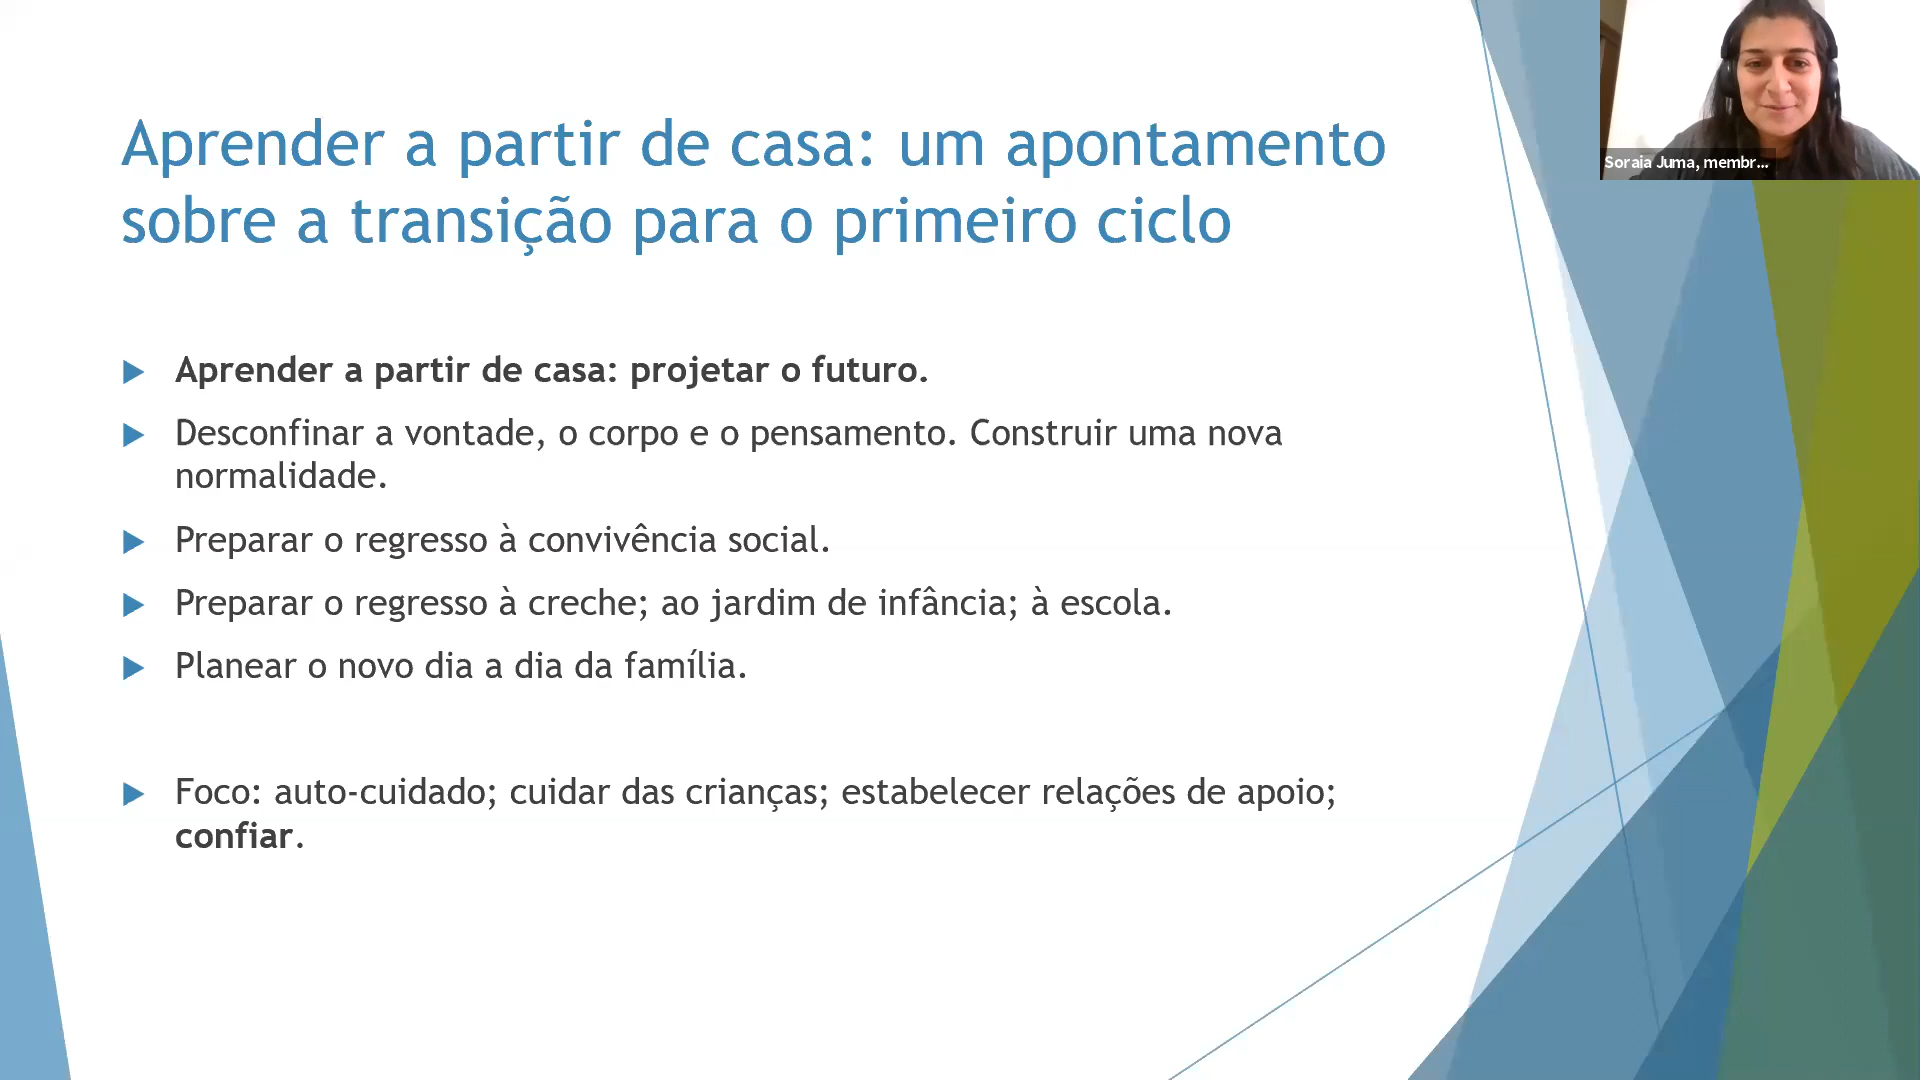 Aprender a partir de casa: um apontamento
sobre a transição para o primeiro ciclo
Aprender a partir de casa: projetar o futuro.
Desconfinar a vontade, o corpo e o pensamento. Construir uma nova
normalidade.
Preparar o regresso à convivência social.
Preparar o regresso à creche; ao jardim de infância; à escola.
Planear o novo dia a dia da família.
Foco: auto-cuidado; cuidar das crianças; estabelecer relações de apoio;
confiar.
Soraia Juma, membr...